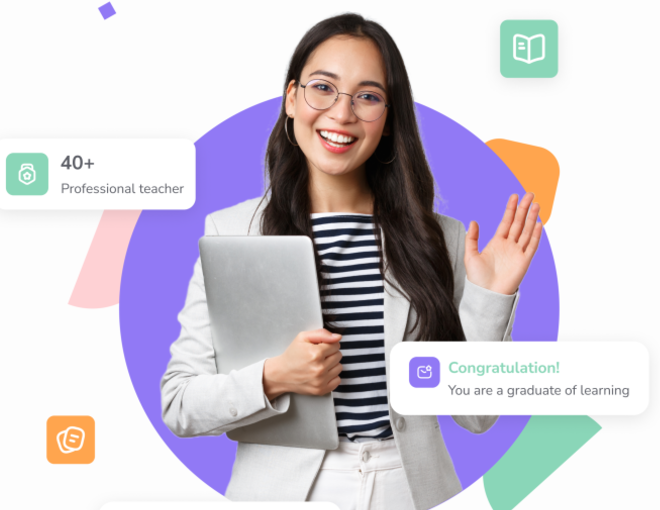 40+
Professional teacher
Congratulation!
You are a graduate of learning